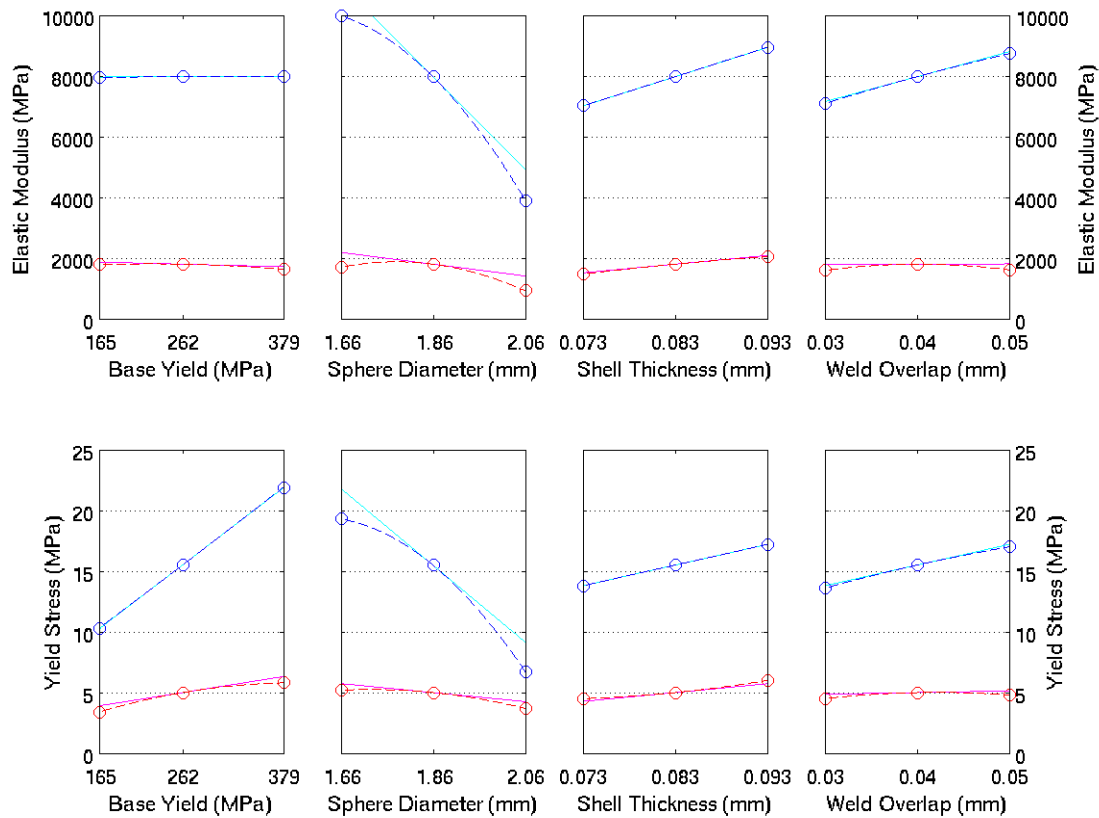 10000 10000
8000 8000
6000 6000
4000 4000
2000 2000
0 0
Elastic Modulus (MPa)
Elastic Modulus (MPa)
165 262 379 1.66 1.86 2.06 0.073 0.083 0.093 0.03 0.04 0.05
Base Yield (MPa) Sphere Diameter (mm) Shell Thickness (mm) Weld Overlap (mm)
25 25
20 20
15 15
10 10
5 5
0 0
Yield Stress (MPa)
Yield Stress (MPa)
165 262 379 1.66 1.86 2.06 0.073 0.083 0.093 0.03 0.04 0.05
Base Yield (MPa) Sphere Diameter (mm) Shell Thickness (mm) Weld Overlap (mm)